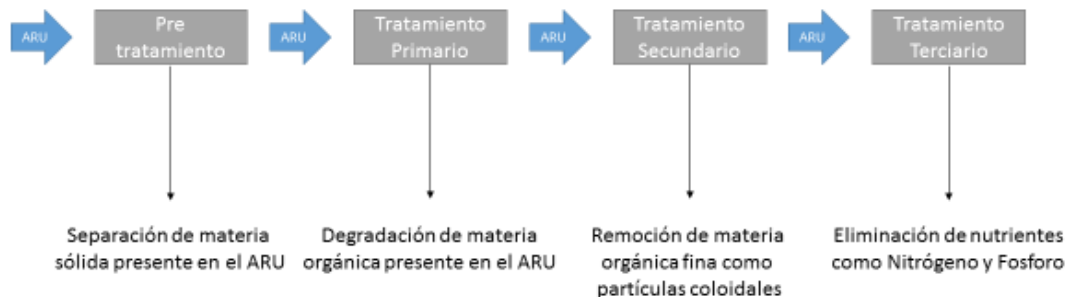 ARU
Pre
tratamiento
ARU
Tratamiento
Primario
ARU
Tratamiento
Secundario
ARU
Tratamiento
Terciario
Separación de materia
sólida presente en el ARU
Degradación de materia
orgánica presente en el ARU
Remoción de materia
orgánica fina como
partículas coloidales
Eliminación de nutrientes
como Nitrógeno y Fosforo